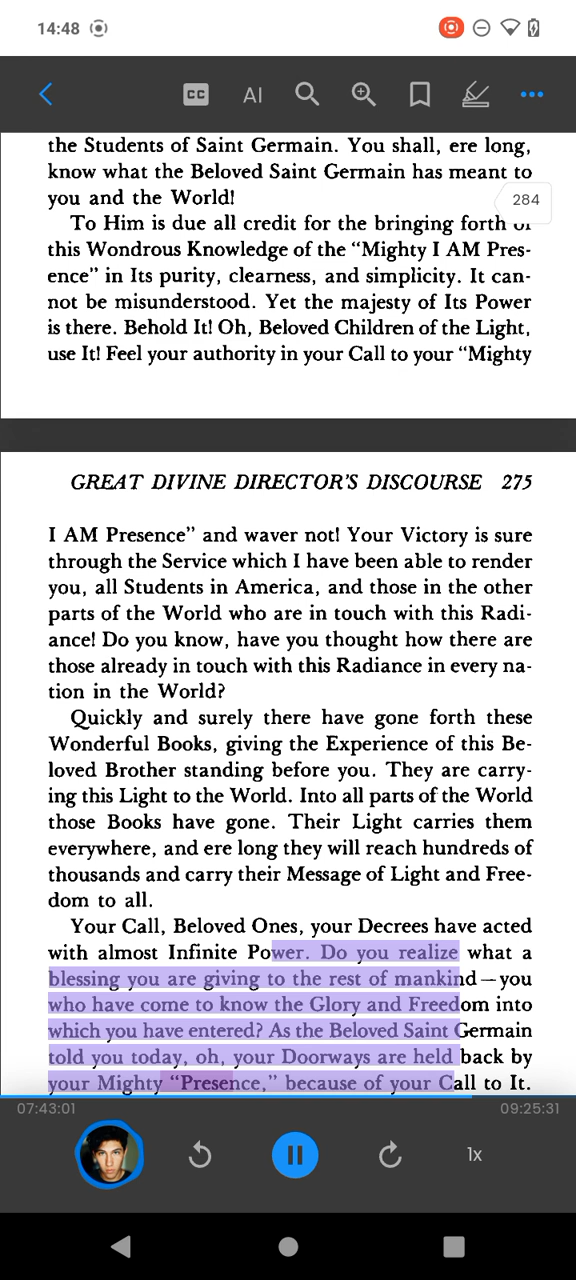 14:48
CC AI
the Students of Saint Germain. You shall, ere long,
know what the Beloved Saint Germain has meant to
you and the World!
284
To Him is due all credit for the bringing forth of
this Wondrous Knowledge of the “Mighty I AM Pres-
ence” in Its purity, clearness, and simplicity. It can-
not be misunderstood. Yet the majesty of Its Power
is there. Behold It! Oh, Beloved Children of the Light,
use It! Feel your authority in your Call to your “Mighty
GREAT DIVINE DIRECTOR'S DISCOURSE 275
I AM Presence” and waver not! Your Victory is sure
through the Service which I have been able to render
you, all Students in America, and those in the other
parts of the World who are in touch with this Radi-
ance! Do you know, have you thought how there are
those already in touch with this Radiance in every na-
tion in the World?
Quickly and surely there have gone forth these
Wonderful Books, giving the Experience of this Be-
loved Brother standing before you. They are carry-
ing this Light to the World. Into all parts of the World
those Books have gone. Their Light carries them
everywhere, and ere long they will reach hundreds of
thousands and carry their Message of Light and Free-
dom to all.
Your Call, Beloved Ones, your Decrees have acted
with almost Infinite Power. Do you realize what a
blessing you are giving to the rest of mankind—you
who have come to know the Glory and Freedom into
which you have entered? As the Beloved Saint Germain
told you today, oh, your Doorways are held back by
your Mighty “Presence,” because of your Call to It.
07:43:01 09:25:31
1x